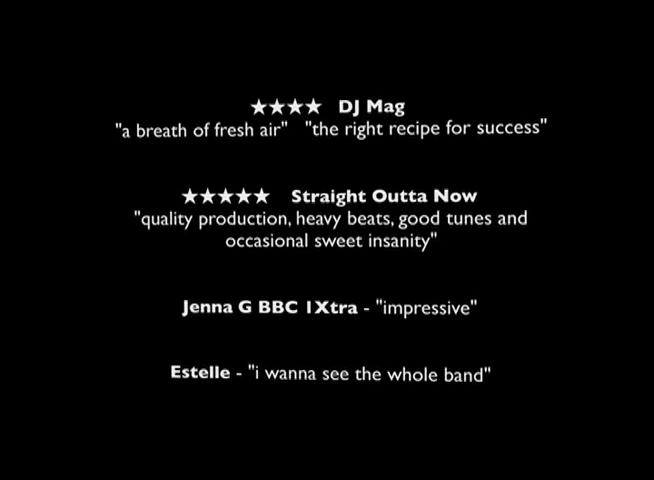 ★★★★ DJ Mag
"a breath of fresh air" "the right recipe for success"
★★★★★ Straight Outta Now
"quality production, heavy beats, good tunes and
occasional sweet insanity"
Jenna G BBC 1Xtra - "impressive"
Estelle - "i wanna see the whole band"